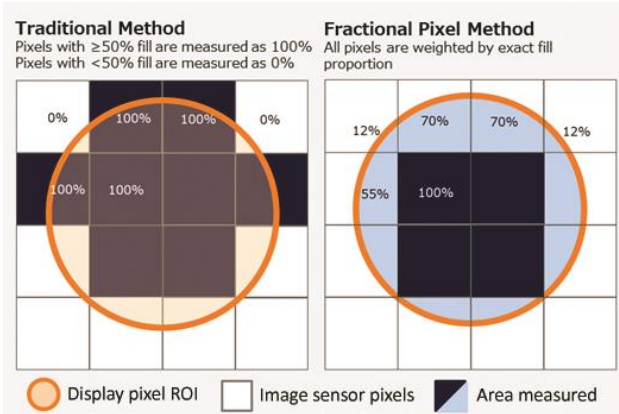 Traditional Method
Pixels with ≥50% fill are measured as 100%
Pixels with <50% fill are measured as 0%
Fractional Pixel Method
All pixels are weighted by exact fill
proportion
0% 100% 100% 0%
100% 100%
12% 70% 70% 12%
55% 100%
Display pixel ROI
Image sensor pixels
Area measured